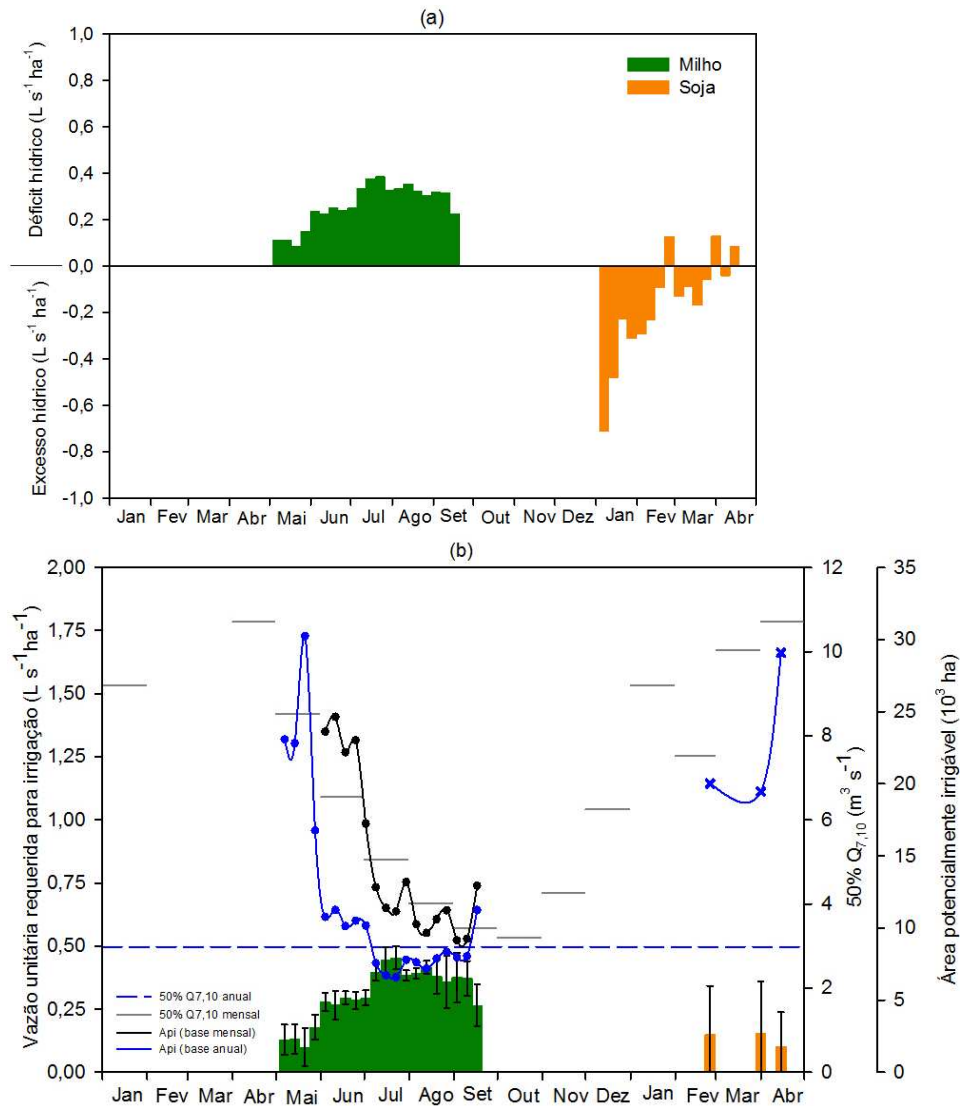 (a)
1,0
0,8
0,6
0,4
0,2
0,0
-0,2
-0,4
-0,6
-0,8
-1,0
Déficit hídrico (L s⁻¹ ha⁻¹)
Excesso hídrico (L s⁻¹ ha⁻¹)
Milho
Soja
Jan Fev Mar Abr Mai Jun Jul Ago Set Out Nov Dez Jan Fev Mar Abr
(b)
2,00
1,75
1,50
1,25
1,00
0,75
0,50
0,25
0,00
Vazão unitária requerida para irrigação (L s⁻¹ha⁻¹)
12
10
8
6
4
2
0
50% Q7,10 (m³ s⁻¹)
35
30
25
20
15
10
5
0
Área potencialmente irrigável (10³ ha)
50% Q7,10 anual
50% Q7,10 mensal
Api (base mensal)
Api (base anual)
Jan Fev Mar Abr Mai Jun Jul Ago Set Out Nov Dez Jan Fev Mar Abr